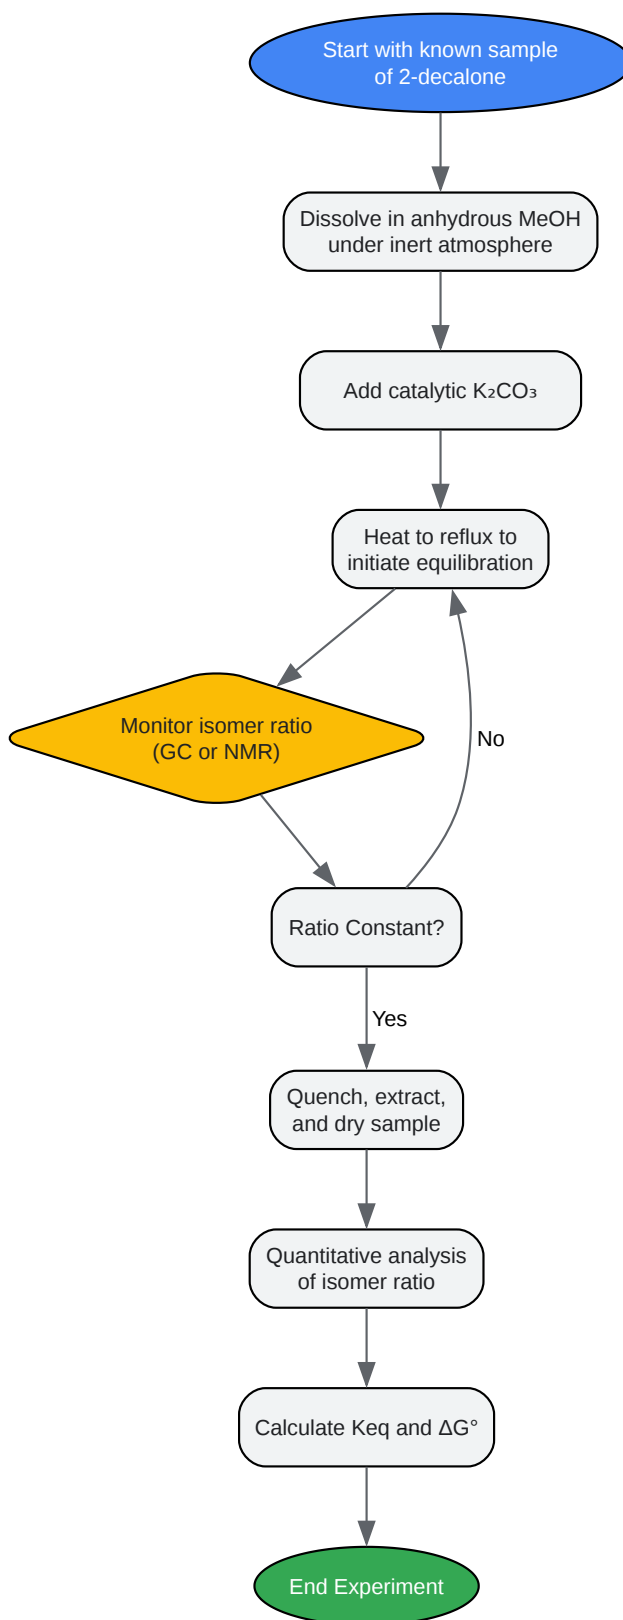 Start with known sample
of 2-decalone
Dissolve in anhydrous MeOH
under inert atmosphere
Add catalytic K₂CO₃
Heat to reflux to
initiate equilibration
Monitor isomer ratio
(GC or NMR)
No
Ratio Constant?
Yes
Quench, extract,
and dry sample
Quantitative analysis
of isomer ratio
Calculate Keq and ΔG°
End Experiment